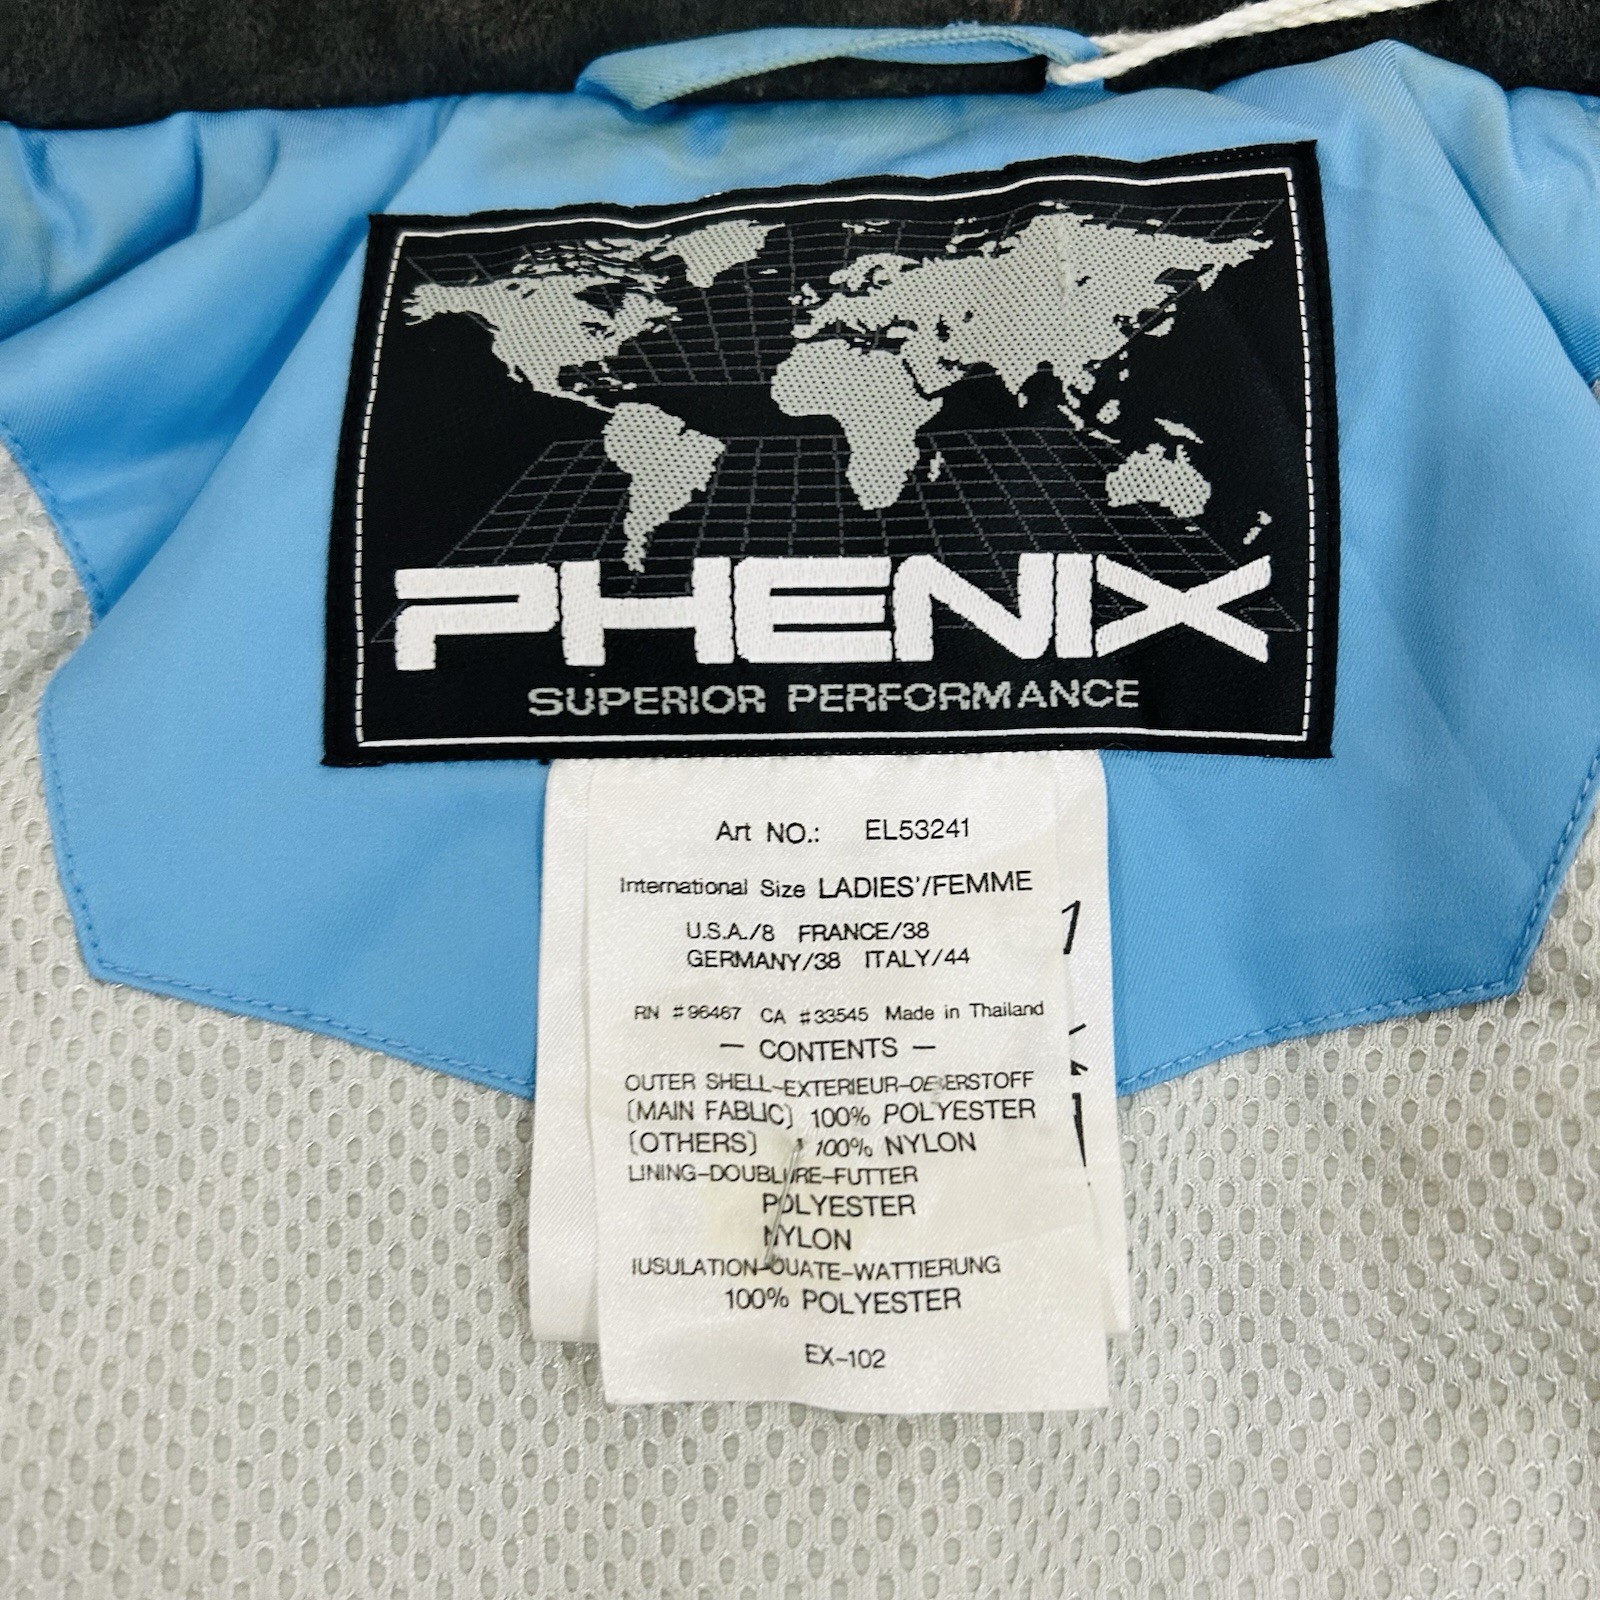 PHENIX
SUPERIOR PERFORMANCE
Art NO.: EL53241
International Size LADIES'/FEMME
U.S.A./8 FRANCE/38
GERMANY/38 ITALY/44
RN #96467 CA #33545 Made in Thailand
— CONTENTS —
OUTER SHELL-EXTERIEUR-OBERSTOFF
(MAIN FABLIC) 100% POLYESTER
(OTHERS) 100% NYLON
LINING-DOUBLURE-FUTTER
POLYESTER
NYLON
IUSULATION-OUATE-WATTIERUNG
100% POLYESTER
EX-102